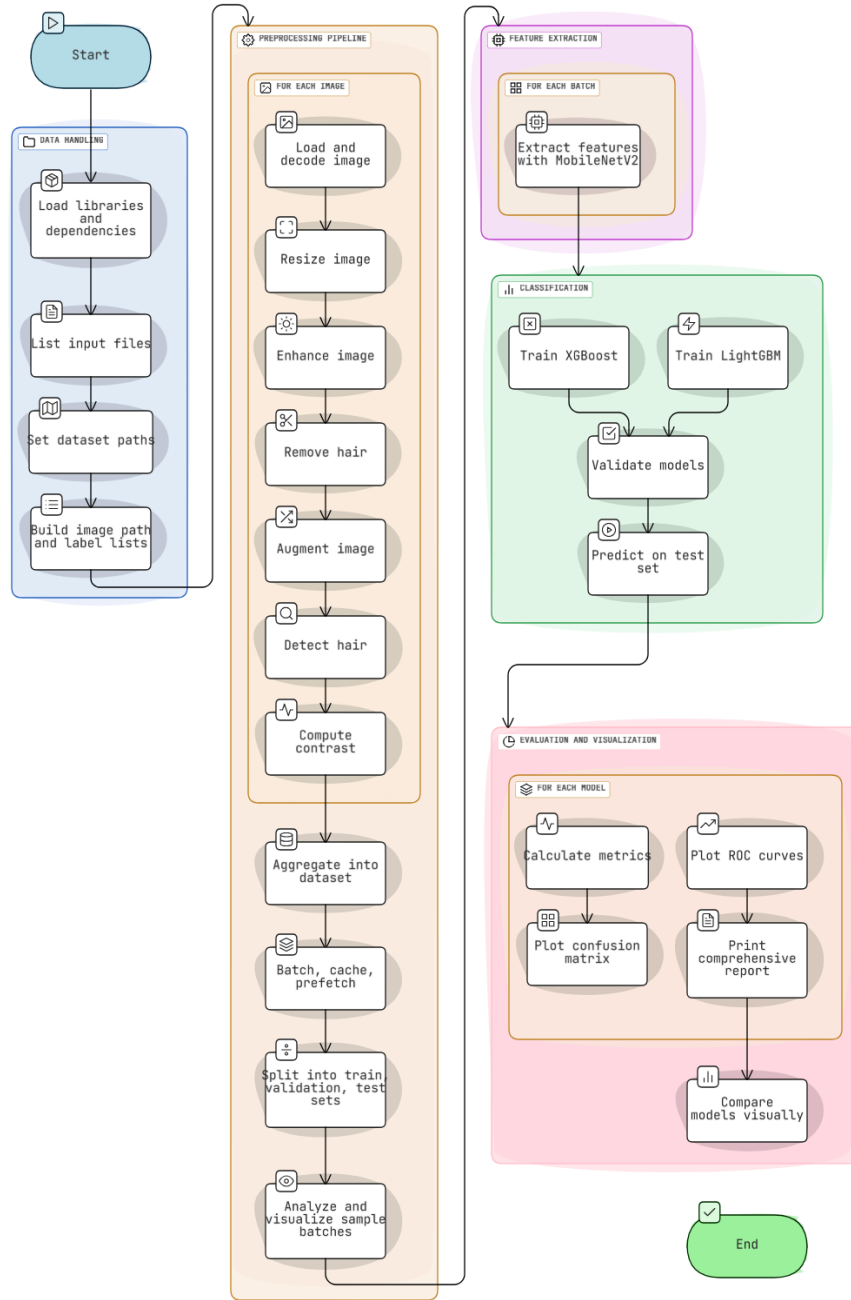 Start
DATA HANDLING
Load libraries
and
dependencies
List input files
Set dataset paths
Build image path
and label lists
PREPROCESSING PIPELINE
FOR EACH IMAGE
Load and
decode image
Resize image
Enhance image
Remove hair
Augment image
Detect hair
Compute
contrast
Aggregate into
dataset
Batch, cache,
prefetch
Split into train,
validation, test
sets
Analyze and
visualize sample
batches
FEATURE EXTRACTION
FOR EACH BATCH
Extract features
with MobileNetV2
CLASSIFICATION
Train XGBoost
Train LightGBM
Validate models
Predict on test
set
EVALUATION AND VISUALIZATION
FOR EACH MODEL
Calculate metrics
Plot confusion
matrix
Plot ROC curves
Print
comprehensive
report
Compare
models visually
End